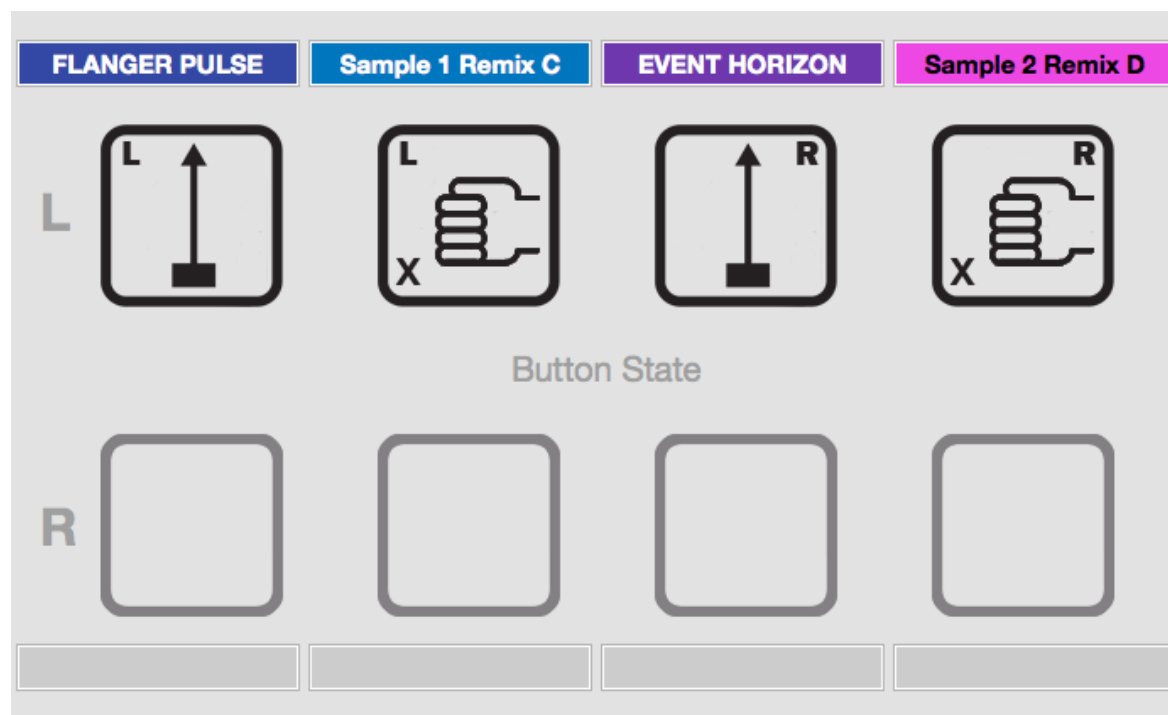 FLANGER PULSE Sample 1 Remix C EVENT HORIZON Sample 2 Remix D
L L L R R
X X
Button State
R